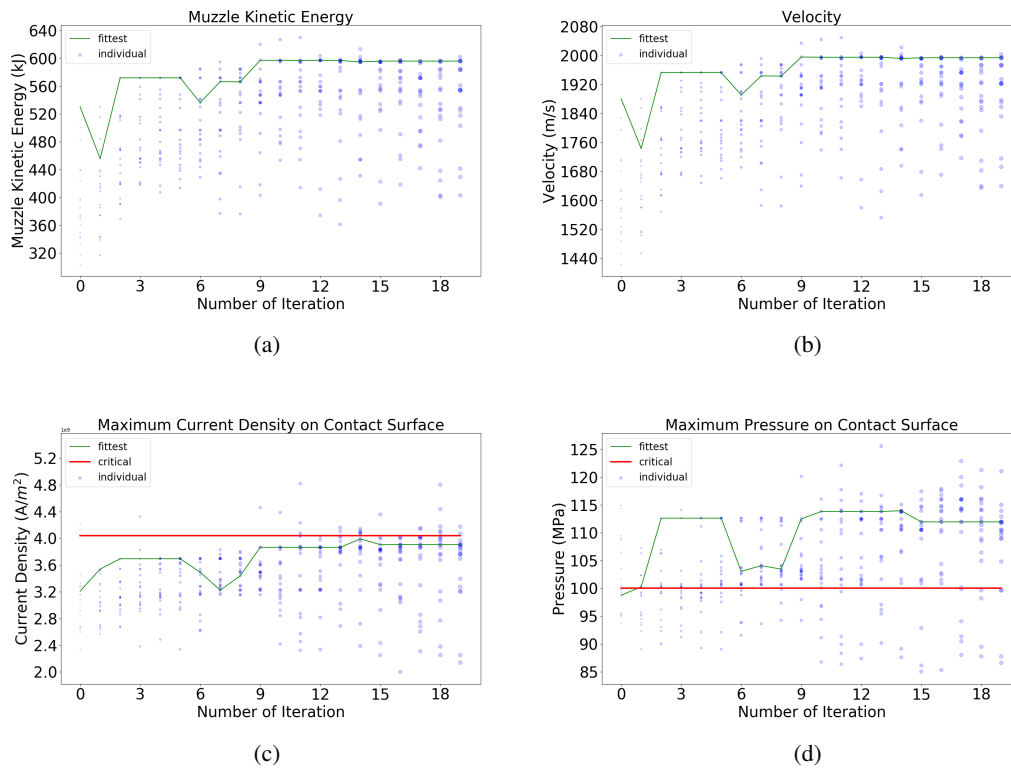 Muzzle Kinetic Energy
640
600
560
520
480
440
400
360
320
Muzzle Kinetic Energy (kJ)
fittest
individual
0 3 6 9 12 15 18
Number of Iteration
(a)
Velocity
2080
2000
1920
1840
1760
1680
1600
1520
1440
Velocity (m/s)
fittest
individual
0 3 6 9 12 15 18
Number of Iteration
(b)
Maximum Current Density on Contact Surface
1e9
5.2
4.8
4.4
4.0
3.6
3.2
2.8
2.4
2.0
Current Density (A/m²)
fittest
critical
individual
0 3 6 9 12 15 18
Number of Iteration
(c)
Maximum Pressure on Contact Surface
125
120
115
110
105
100
95
90
85
Pressure (MPa)
fittest
critical
individual
0 3 6 9 12 15 18
Number of Iteration
(d)